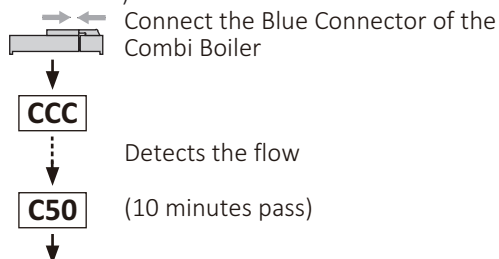 Connect the Blue Connector of the
Combi Boiler
CCC
Detects the flow
C50 (10 minutes pass)